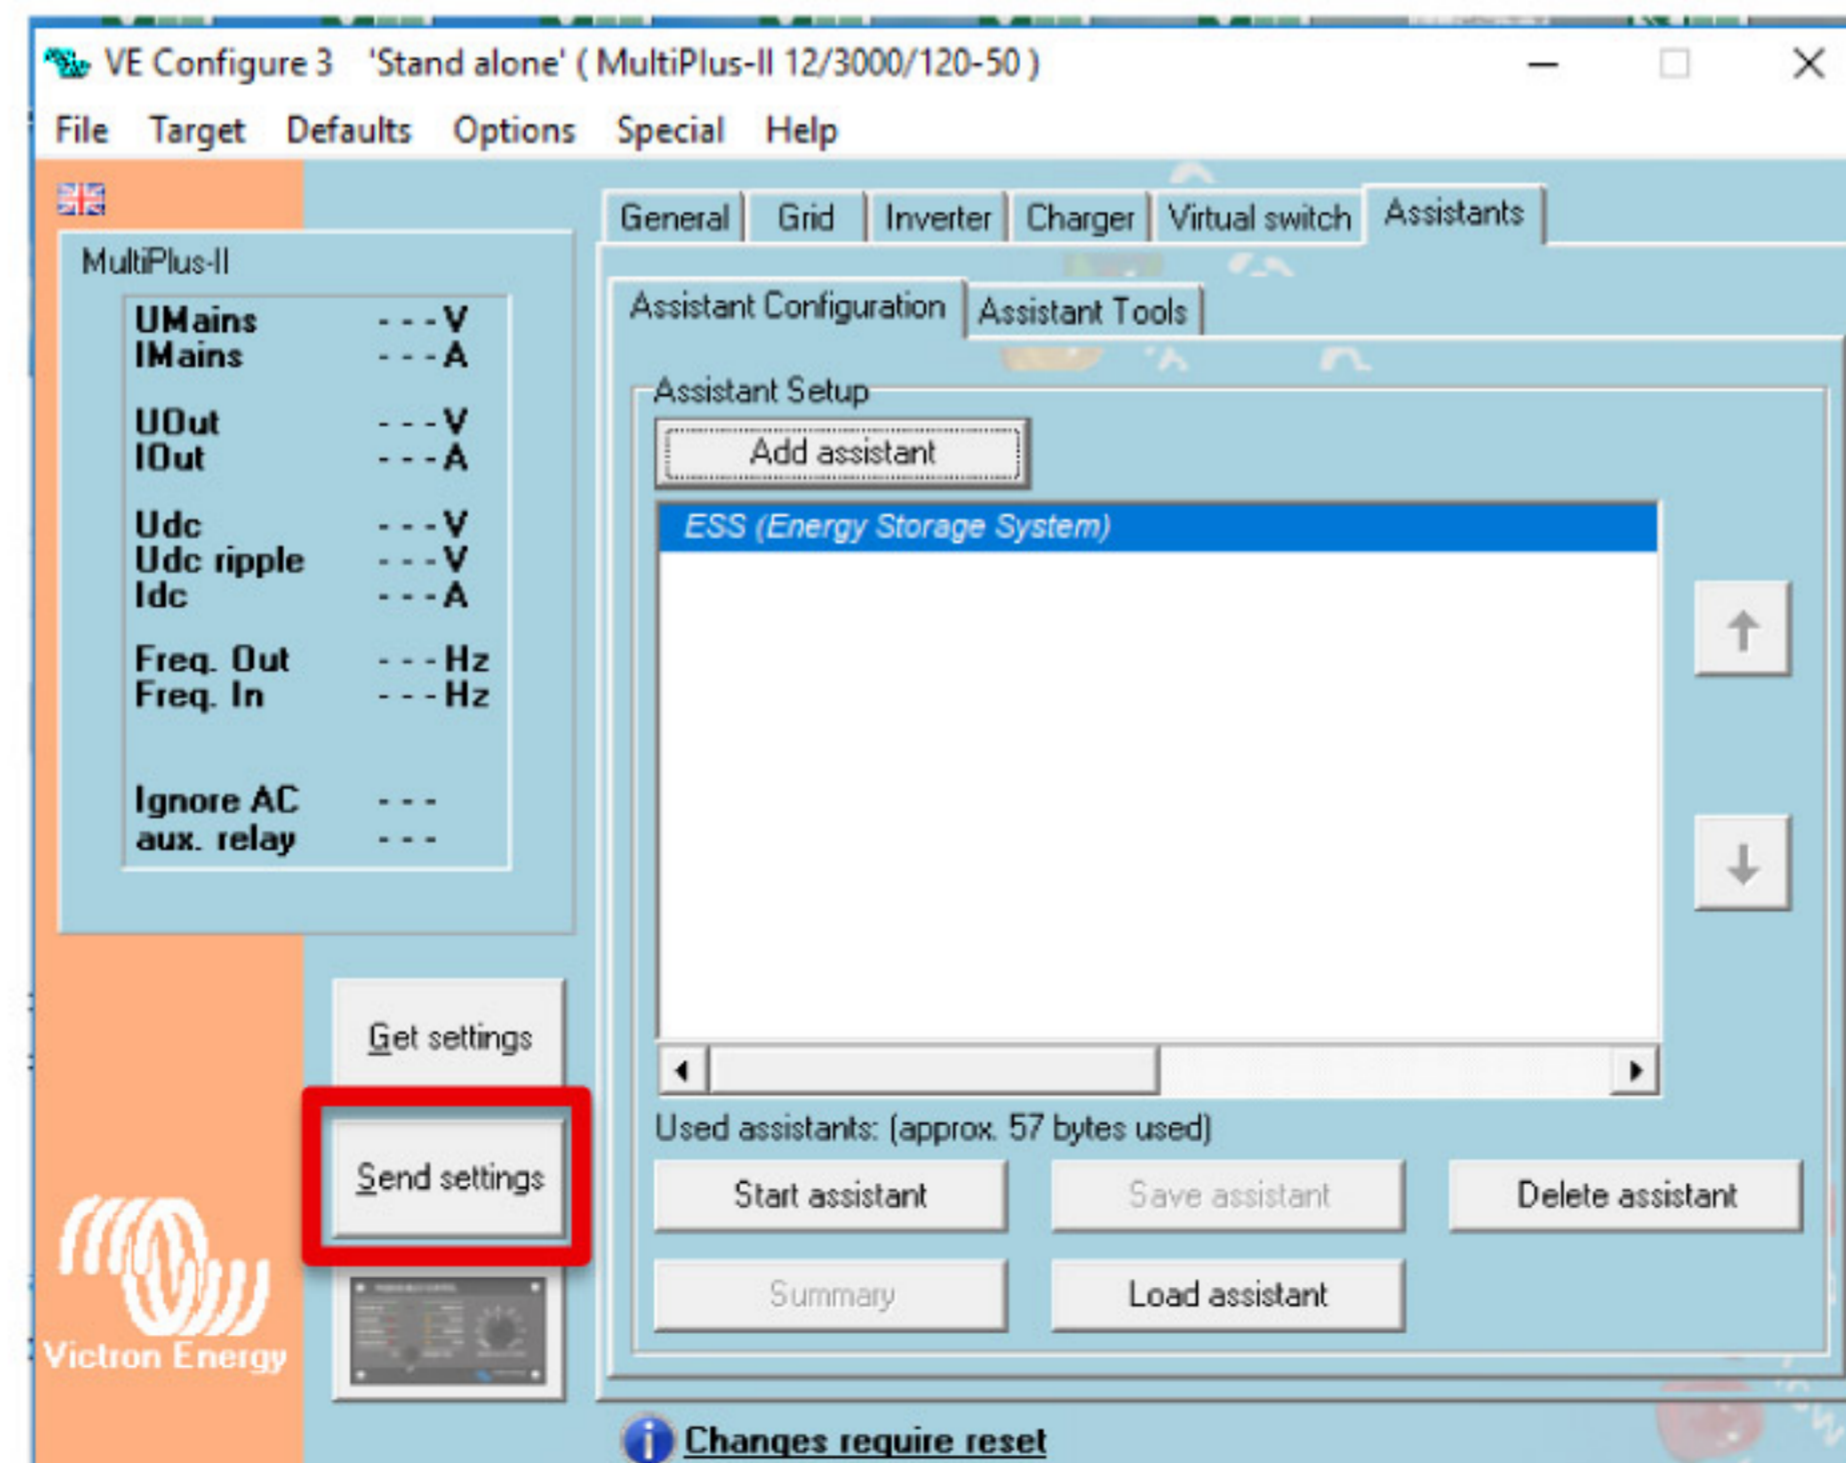 VE Configure 3 'Stand alone' ( MultiPlus-II 12/3000/120-50 )
File Target Defaults Options Special Help
General Grid Inverter Charger Virtual switch Assistants
MultiPlus-II
UMains - - - V
IMains - - - A
UOut - - - V
IOut - - - A
Udc - - - V
Udc ripple - - - V
Idc - - - A
Freq. Out - - - Hz
Freq. In - - - Hz
Ignore AC - - -
aux. relay - - -
Get settings
Send settings
Victron Energy
Assistant Configuration Assistant Tools
Assistant Setup
Add assistant
ESS (Energy Storage System)
Used assistants: (approx. 57 bytes used)
Start assistant Save assistant Delete assistant
Summary Load assistant
Changes require reset